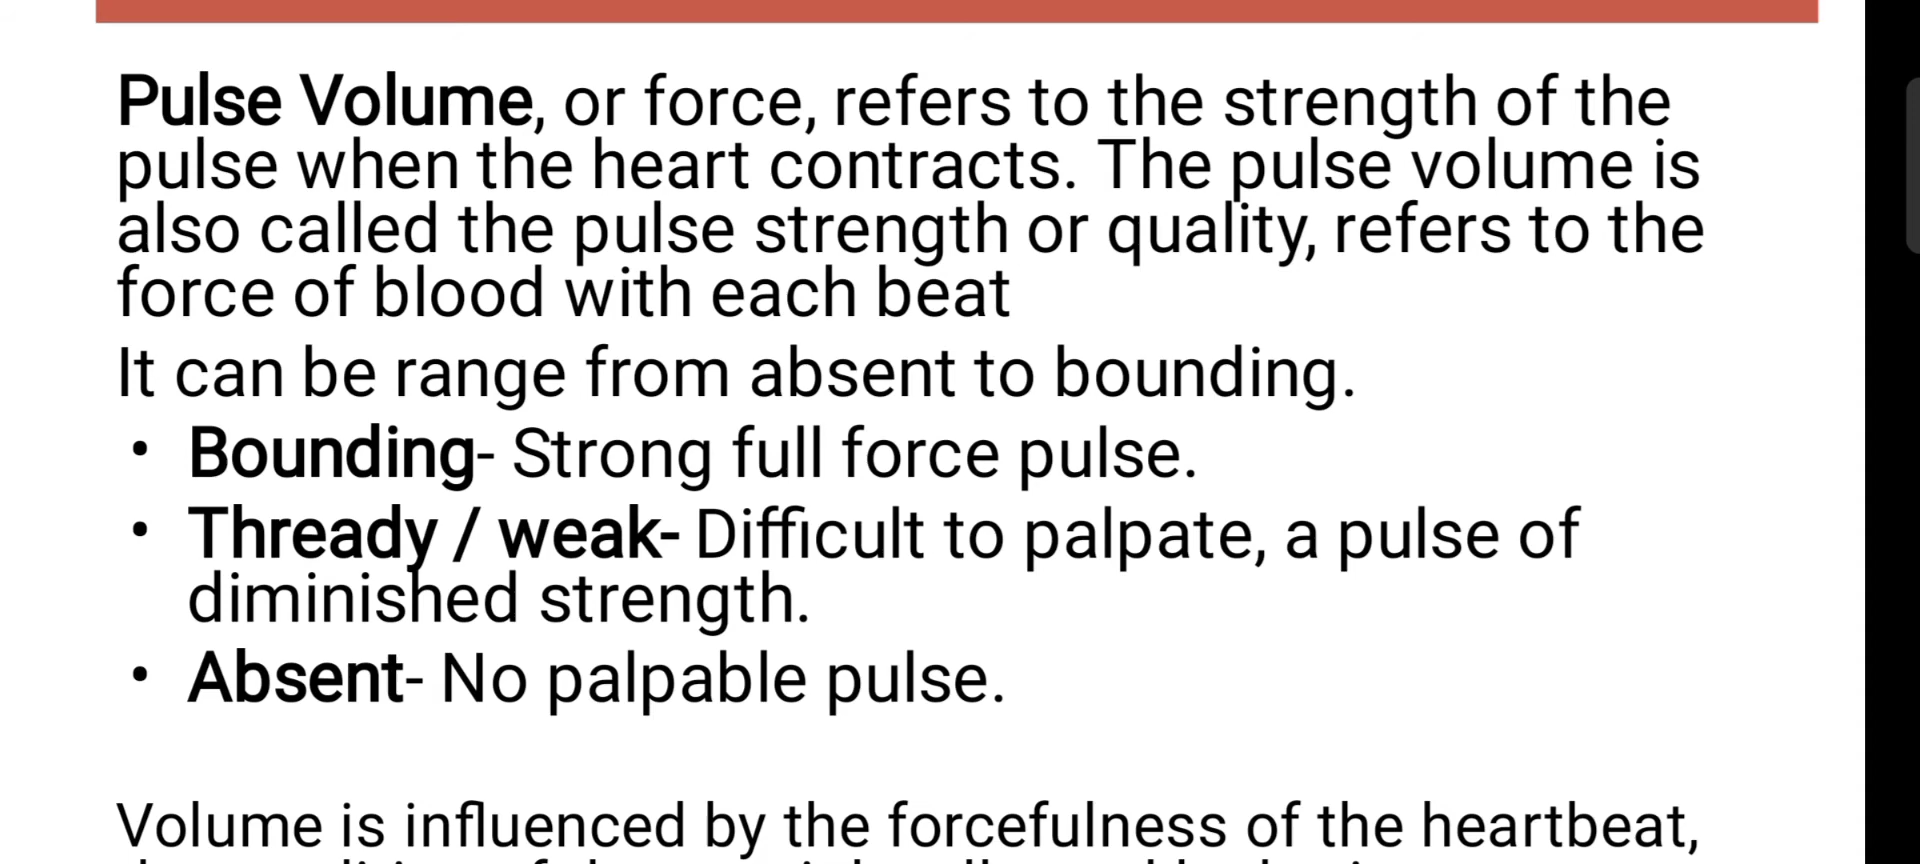 Pulse Volume, or force, refers to the strength of the
pulse when the heart contracts. The pulse volume is
also called the pulse strength or quality, refers to the
force of blood with each beat
It can be range from absent to bounding.
• Bounding- Strong full force pulse.
• Thready / weak- Difficult to palpate, a pulse of
diminished strength.
• Absent- No palpable pulse.
Volume is influenced by the forcefulness of the heartbeat,